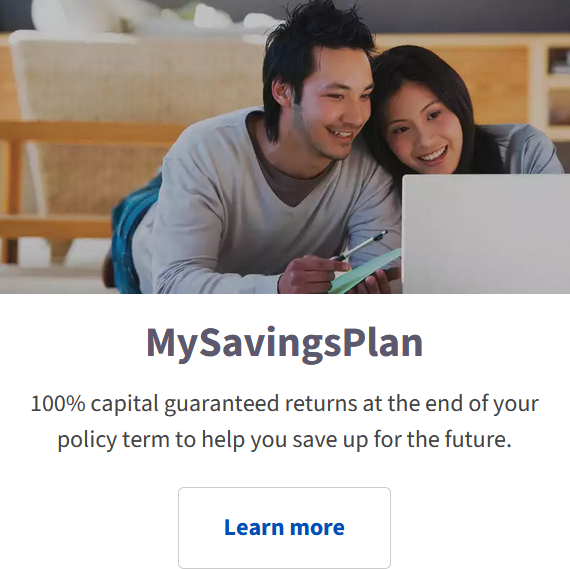 MySavingsPlan
100% capital guaranteed returns at the end of your
policy term to help you save up for the future.
Learn more